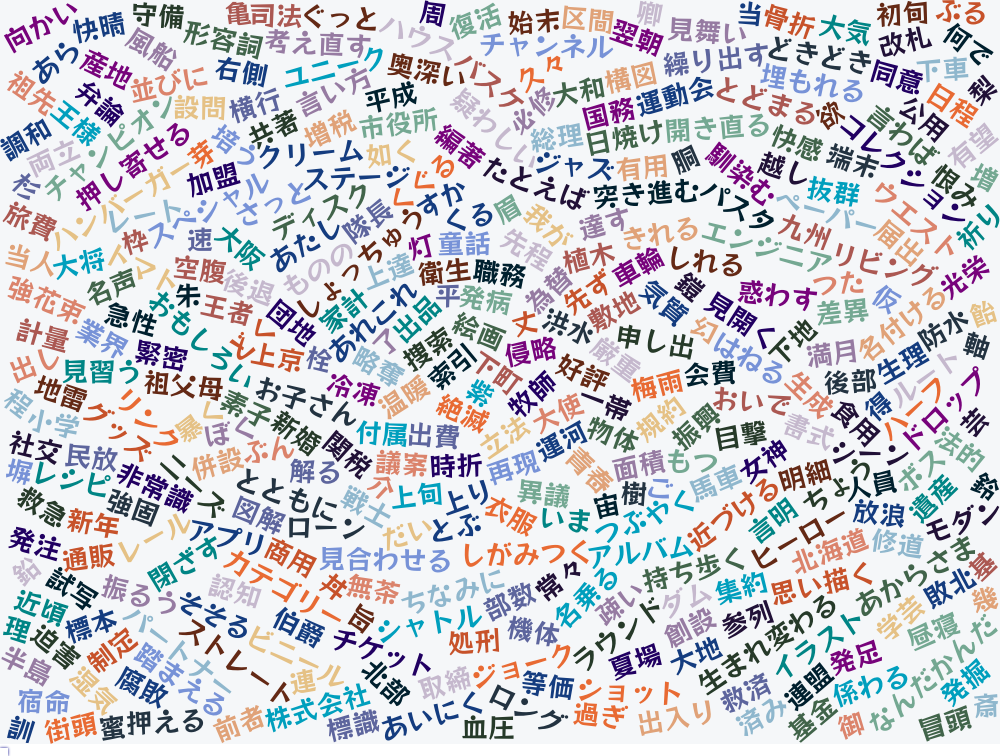 向かい
快晴
守備
亀
司法
ぐっと
周
復活
始末
区間
卿
見舞い
当
骨折
大気
初旬
ぶる
あら
風船
形容詞
考え直す
ハウス
チャンネル
翌朝
繰り出す
どきどき
改札
何で
産地
並びに
右側
ユニーク
奥深い
バスケ
久々
大和
構図
埋もれる
同意
下車
祖先
王様
弁論
設問
横行
言い方
平成
疑わしく
必修
国務
運動会
とどまる
欲
公用
日程
調和
両立
チャンピオン
培う
共著
増税
市役所
編著
総理
日焼け
開き直る
快感
コレクション
言わば
有望
杉
押し寄せる
芽
クリーム
如く
ジャズ
有用
胴
馴染む
越し
端末
恨み
増
旅費
ハンバーガー
加盟
スペシャル
ステージ
くぐる
たとえば
突き進む
パスタ
抜群
ウエスト
祈り
レート
さっと
ディスク
隊長
すか
くる
眉
我が
達す
きれる
エンジニア
ペーパー
九州
届出
当人
大将
枠
速
大阪
あたし
ちゅう
灯
童話
先程
植木
車輪
しれる
リビング
光栄
強
花束
名声
イマイト
空腹
後退
ものの
しょっ
上達
衛生
職務
為替
先ず
鎧
惑わす
つた
仮
計量
業界
急性
朱
王者
団地
家計
あれこれ
平
発病
丈
洪水
敷地
気質
見開く
差異
名付ける
飴
出し
見習う
緊密
おもしろい
上京
栓
略奪
了
出品
搜索
絵画
侵略
厳重
申し出
幻
はねる
下地
満月
生理
防水
軸
地雷
祖父母
お子さん
冷凍
温暖
索引
下町
紫
牧師
好評
一帯
梅雨
会費
生成
後部
得
ルート
程
小学
グッズ
リンク
暴く
素子
新婚
付属
出費
絶滅
立法
大使
物体
規約
振興
おいで
書式
食用
ハーフ
ドロップ
芸
社交
民放
ニーズ
併設
ぼくぶん
関税
議案
時折
再現
運河
青春
面積
もつ
目撃
女神
明細
シリーン
ボス
法的
塀
レシピ
非常識
とともに
解る
介
上旬
上り
異議
宙
樹
ごく
馬車
近づける
言明
ちょう
人員
遺産
鈴
救急
新年
強固
図解
ローン
戦士
だい
とぶ
衣服
いま
つぶやく
アルバム
ヒーロー
放浪
モダン
発注
通販
レール
アプリ
商用
見合わせる
しがみつく
北海道
修道
試写
閉ざす
カテゴリー
丼
無茶
ちなみに
常々
持ち歩く
集約
思い描く
あからさま
基
近頃
標本
振るう
認知
旨
シャトル
部数
名乗る
疎い
ダム
参列
イラスト
学芸
敗北
幾
理
迫害
制定
パートナー
そそる
伯爵
チケット
処刑
機体
ラウンド
創設
生まれ変わる
昼寝
半島
湿気
踏まえる
ストレート
ビニール
北部
取締
ジョーク
夏場
大地
救済
連盟
発足
なんだかんだ
発掘
宿命
腐敗
連う
ロング
等価
ショット
済み
係わる
斎
訓
街頭
蜜
押える
前者
株式会社
標識
あいにく
血圧
過ぎ
出入り
基金
御
冒頭